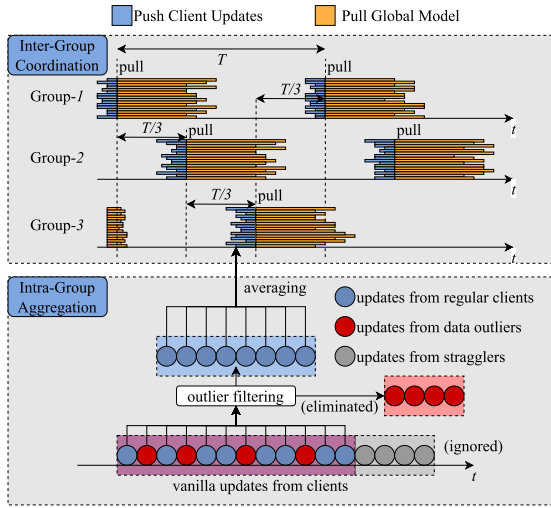 Push Client Updates
Pull Global Model
Inter-Group
Coordination
pull
T
pull
Group-1
T/3
t
T/3
pull
pull
Group-2
t
T/3
pull
Group-3
t
Intra-Group
Aggregation
averaging
updates from regular clients
updates from data outliers
updates from stragglers
outlier filtering
(eliminated)
(ignored)
t
vanilla updates from clients